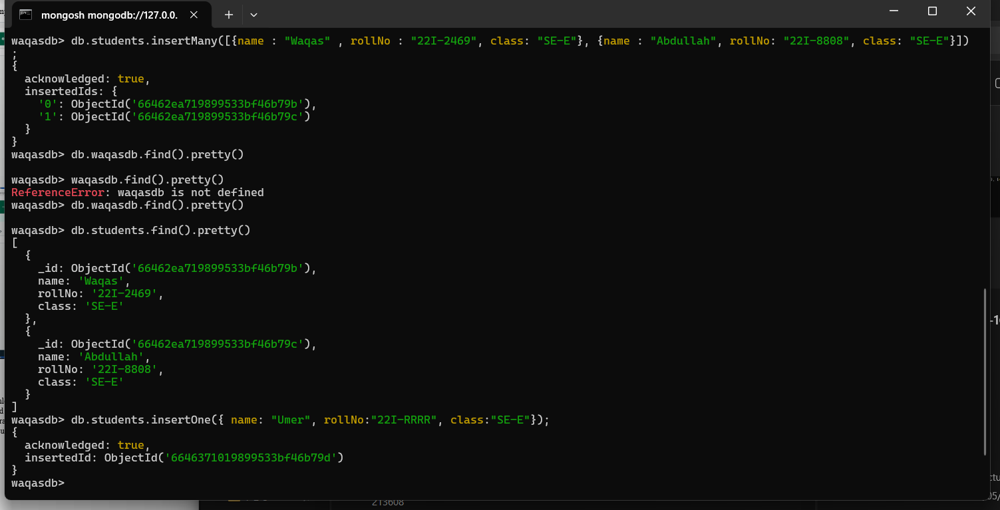 mongosh mongodb://127.0.0.
waqasdb> db.students.insertMany([{name : "Waqas" , rollNo : "22I-2469", class: "SE-E"}, {name : "Abdullah", rollNo: "22I-8808", class: "SE-E"}])
;
{
  acknowledged: true,
  insertedIds: {
    '0': ObjectId('66462ea719899533bf46b79b'),
    '1': ObjectId('66462ea719899533bf46b79c')
  }
}
waqasdb> db.waqasdb.find().pretty()
waqasdb> waqasdb.find().pretty()
ReferenceError: waqasdb is not defined
waqasdb> db.waqasdb.find().pretty()
waqasdb> db.students.find().pretty()
[
  {
    _id: ObjectId('66462ea719899533bf46b79b'),
    name: 'Waqas',
    rollNo: '22I-2469',
    class: 'SE-E'
  },
  {
    _id: ObjectId('66462ea719899533bf46b79c'),
    name: 'Abdullah',
    rollNo: '22I-8808',
    class: 'SE-E'
  }
]
waqasdb> db.students.insertOne({ name: "Umer", rollNo:"22I-RRRR", class:"SE-E"});
{
  acknowledged: true,
  insertedId: ObjectId('6646371019899533bf46b79d')
}
waqasdb>
213608